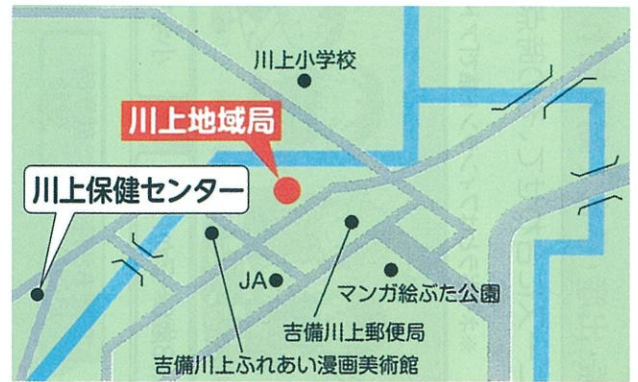 川上小学校
川上地域局
川上保健センター
JA
マンガ絵ぶた公園
吉備川上郵便局
吉備川上ふれあい漫画美術館